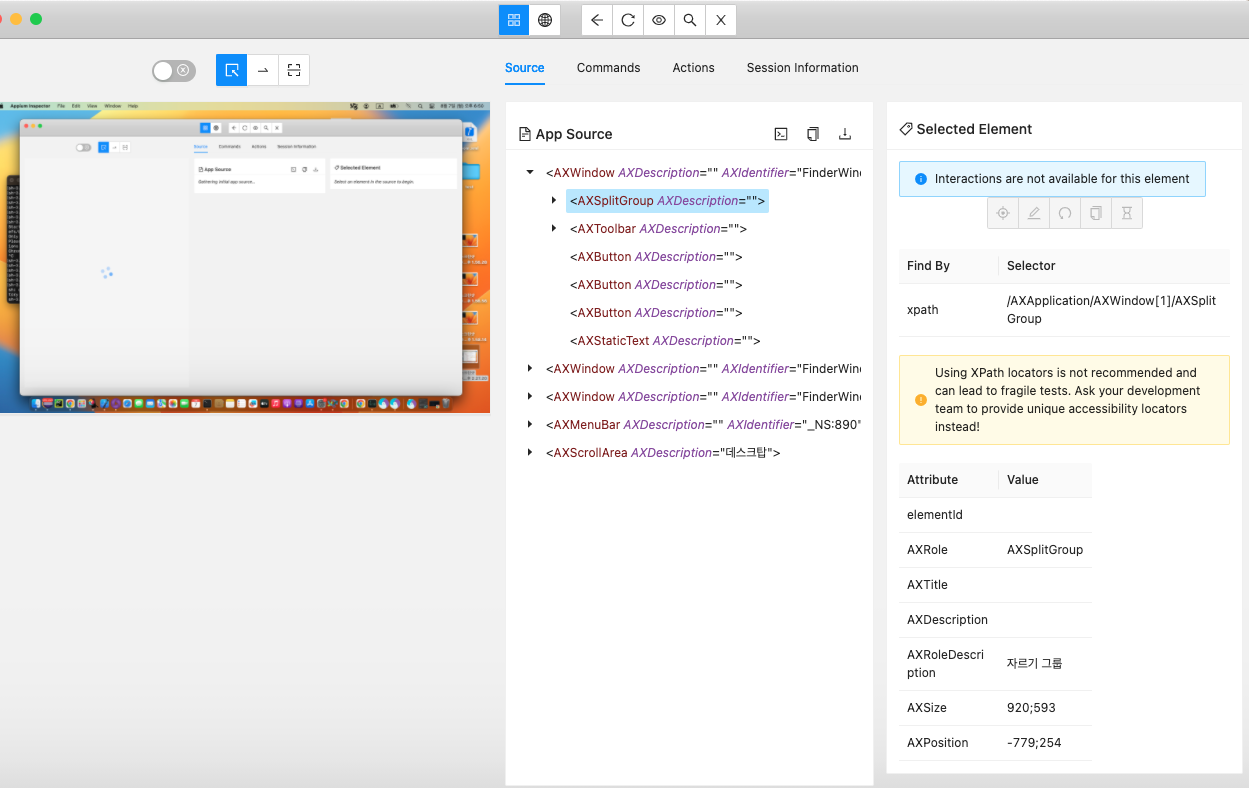 Source
Commands
Actions
Session Information
Appium Inspector File Edit View Window Help
Source Commands Actions Session Information
App Source
Selected Element
Gathering initial app source...
Select an element in the source to begin.
App Source
<AXWindow AXDescription="" AXIdentifier="FinderWin
<AXSplitGroup AXDescription="">
<AXToolbar AXDescription="">
<AXButton AXDescription="">
<AXButton AXDescription="">
<AXButton AXDescription="">
<AXStaticText AXDescription="">
<AXWindow AXDescription="" AXIdentifier="FinderWin
<AXWindow AXDescription="" AXIdentifier="FinderWin
<AXMenuBar AXDescription="" AXIdentifier="_NS:890"
<AXScrollArea AXDescription="데스크탑">
Selected Element
Interactions are not available for this element
Find By Selector
xpath /AXApplication/AXWindow[1]/AXSplit
Group
Using XPath locators is not recommended and
can lead to fragile tests. Ask your development
team to provide unique accessibility locators
instead!
Attribute Value
elementId
AXRole AXSplitGroup
AXTitle
AXDescription
AXRoleDescri
ption 자르기 그룹
AXSize 920;593
AXPosition -779;254